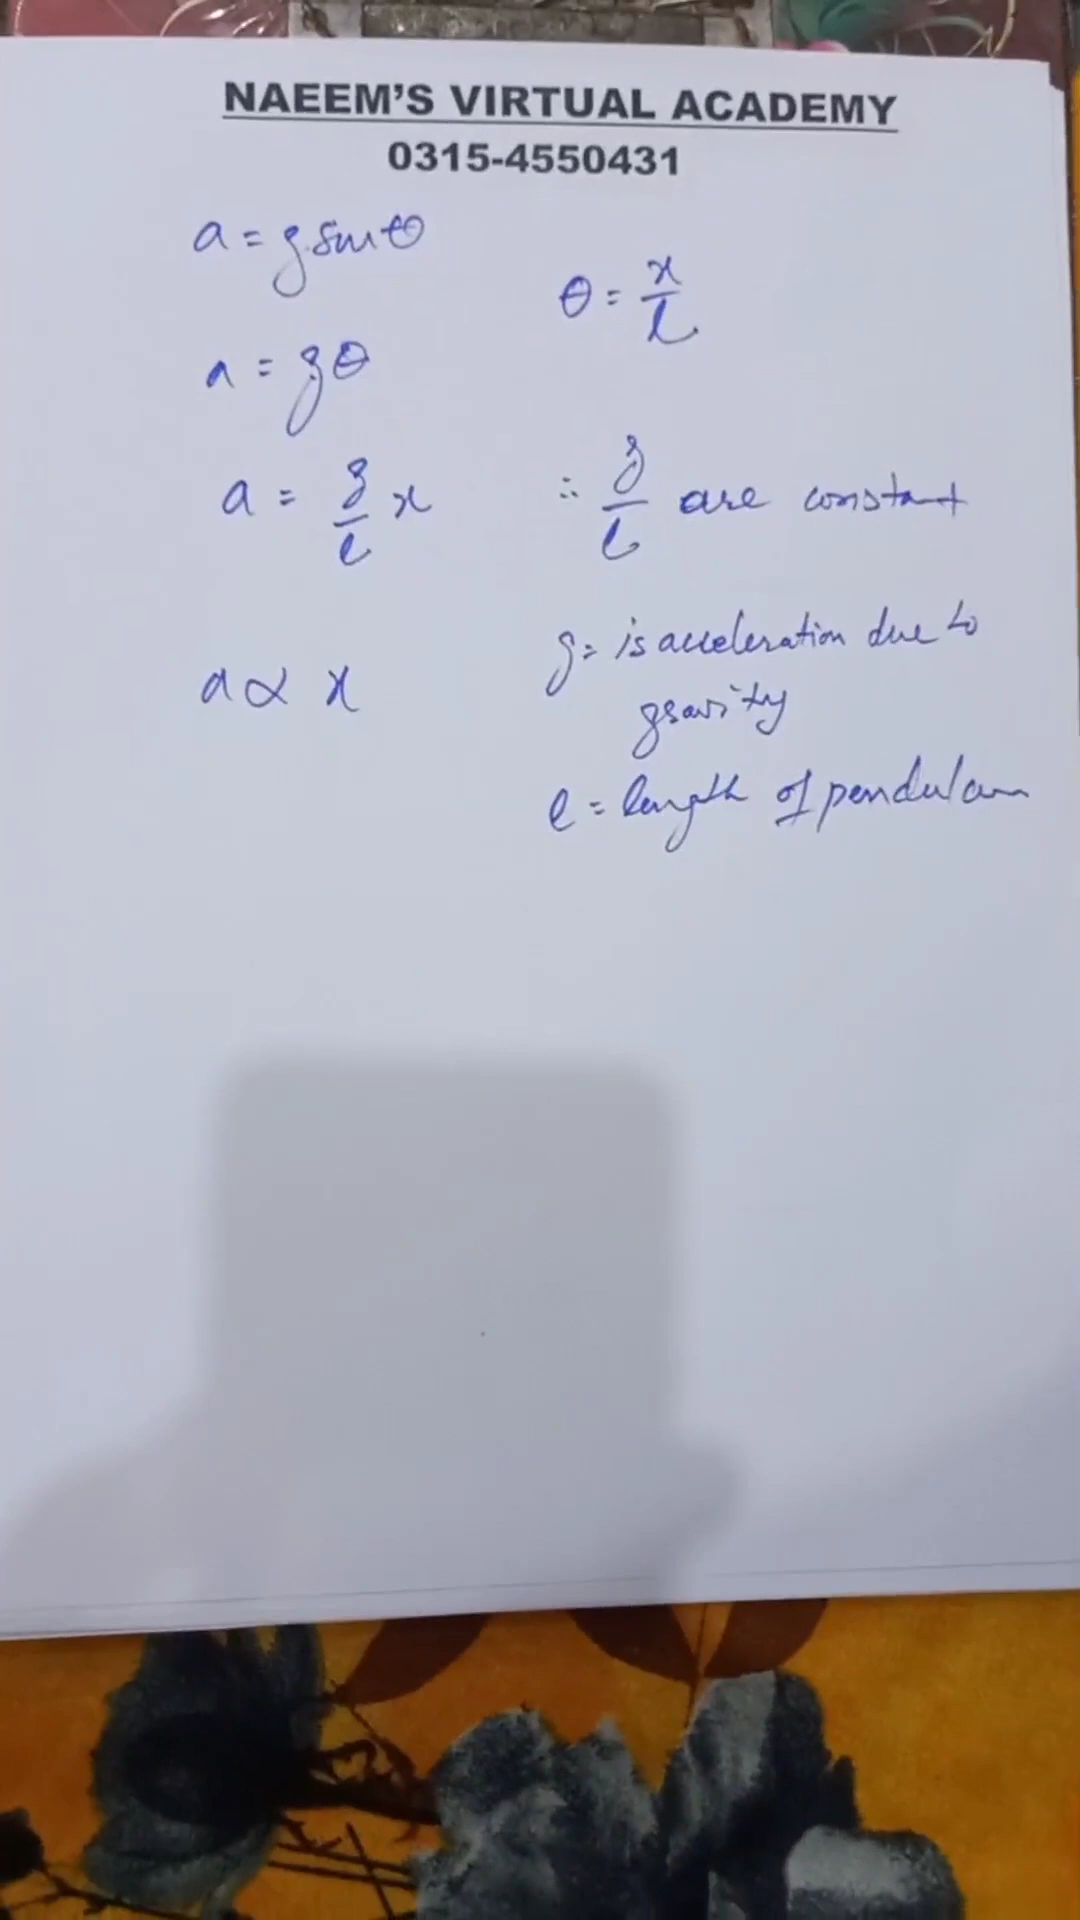 NAEEM'S VIRTUAL ACADEMY
0315-4550431
a = g sinθ
θ = x/l
a = gθ
a = g/l x
∴ g/l are constant
g = is acceleration due to
gravity
a ∝ x
l = length of pendulum